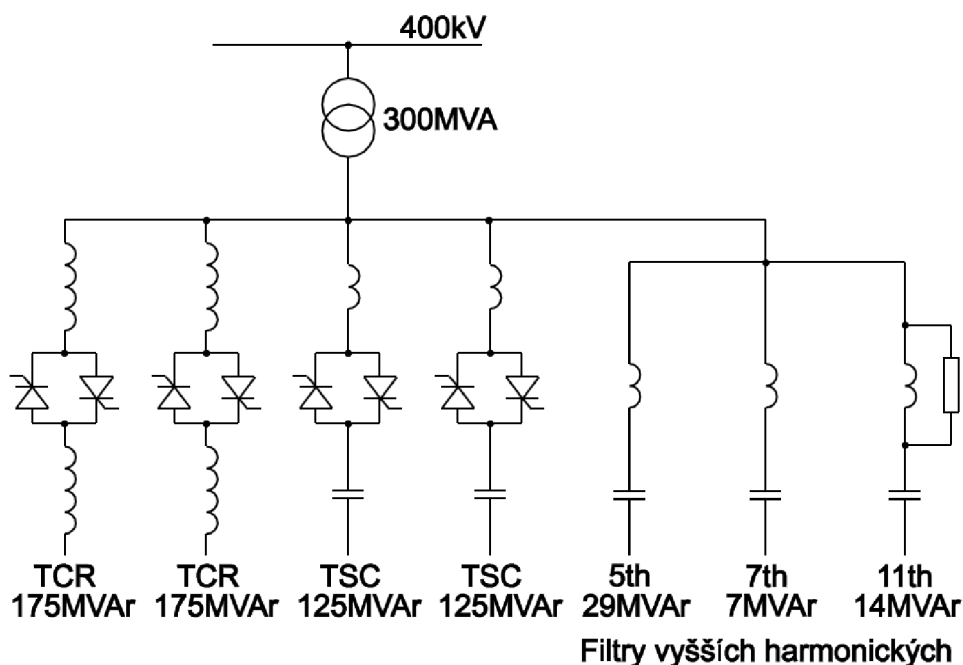 400kV
300MVA
TCR
175MVAr
TCR
175MVAr
TSC
125MVAr
TSC
125MVAr
5th
29MVAr
7th
7MVAr
11th
14MVAr
Filtry vyšších harmonických